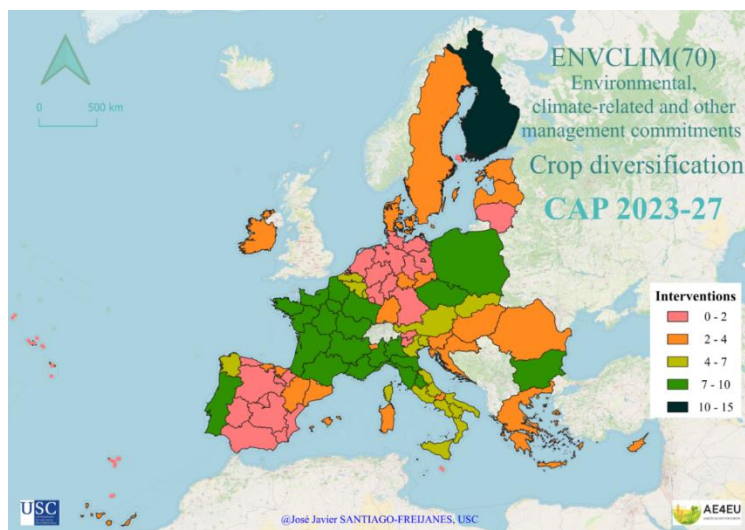 ENVCLIM(70)
Environmental,
climate-related and other
management commitments
Crop diversification
CAP 2023-27
0 500 km
Interventions
0 - 2
2 - 4
4 - 7
7 - 10
10 - 15
USC
@José Javier SANTIAGO-FREIJANES, USC
AE4EU